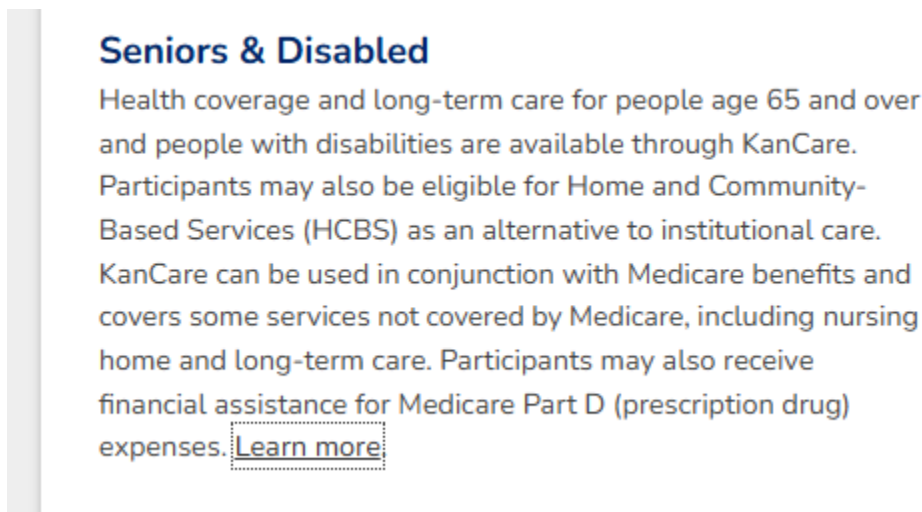 Seniors & Disabled
Health coverage and long-term care for people age 65 and over
and people with disabilities are available through KanCare.
Participants may also be eligible for Home and Community-
Based Services (HCBS) as an alternative to institutional care.
KanCare can be used in conjunction with Medicare benefits and
covers some services not covered by Medicare, including nursing
home and long-term care. Participants may also receive
financial assistance for Medicare Part D (prescription drug)
expenses. Learn more.